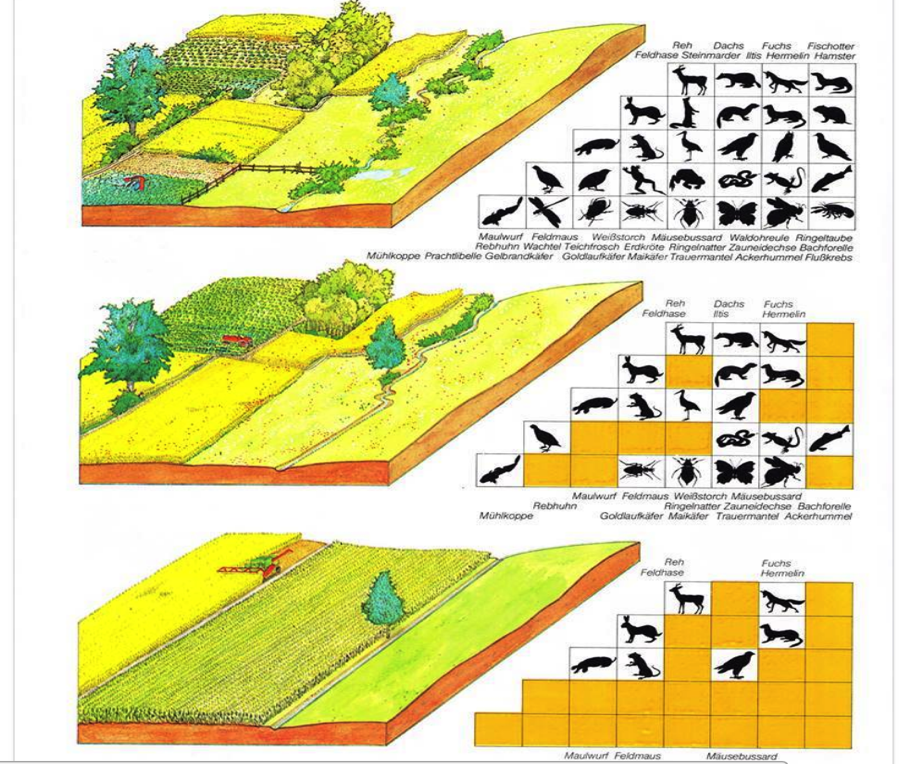 Reh Dachs Fuchs Fischotter
Feldhase Steinmarder Iltis Hermelin Hamster
Maulwurf Feldmaus Weißstorch Mäusebussard Waldohreule Ringeltaube
Rebhuhn Wachtel Teichfrosch Erdkröte Ringelnatter Zauneidechse Bachforelle
Mühlkoppe Prachtlibelle Gelbrandkäfer Goldlaufkäfer Maikäfer Trauermantel Ackerhummel Flußkrebs
Reh Dachs Fuchs
Feldhase Iltis Hermelin
Maulwurf Feldmaus Weißstorch Mäusebussard
Rebhuhn Ringelnatter Zauneidechse Bachforelle
Mühlkoppe Goldlaufkäfer Maikäfer Trauermantel Ackerhummel
Reh Fuchs
Feldhase Hermelin
Maulwurf Feldmaus Mäusebussard